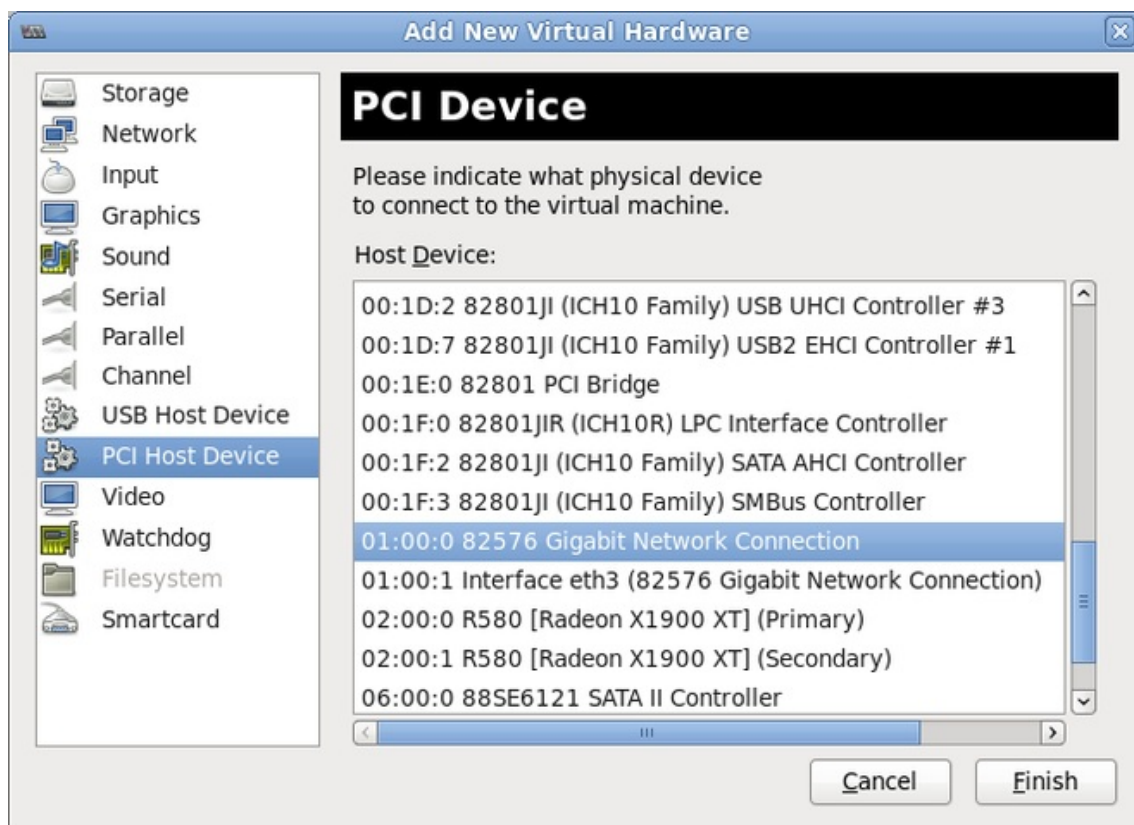 Add New Virtual Hardware
Storage
Network
Input
Graphics
Sound
Serial
Parallel
Channel
USB Host Device
PCI Host Device
Video
Watchdog
Filesystem
Smartcard
PCI Device
Please indicate what physical device
to connect to the virtual machine.
Host Device:
00:1D:2 82801JI (ICH10 Family) USB UHCI Controller #3
00:1D:7 82801JI (ICH10 Family) USB2 EHCI Controller #1
00:1E:0 82801 PCI Bridge
00:1F:0 82801JIR (ICH10R) LPC Interface Controller
00:1F:2 82801JI (ICH10 Family) SATA AHCI Controller
00:1F:3 82801JI (ICH10 Family) SMBus Controller
01:00:0 82576 Gigabit Network Connection
01:00:1 Interface eth3 (82576 Gigabit Network Connection)
02:00:0 R580 [Radeon X1900 XT] (Primary)
02:00:1 R580 [Radeon X1900 XT] (Secondary)
06:00:0 88SE6121 SATA II Controller
Cancel
Finish